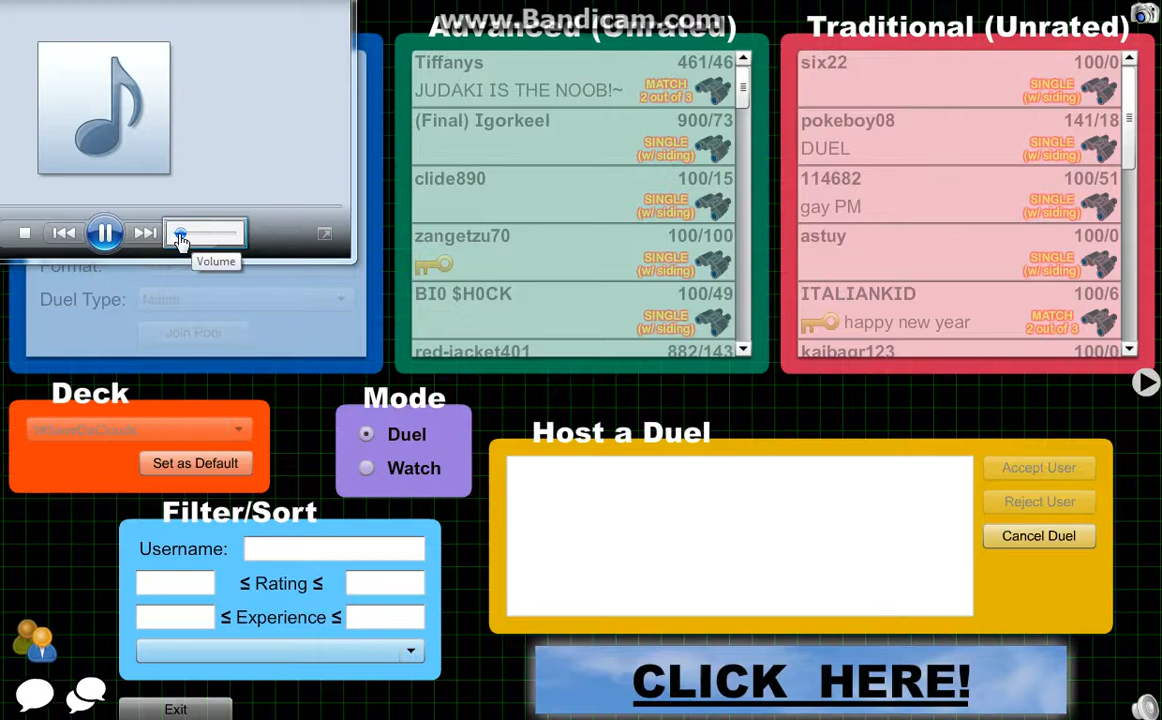 www.Bandicam.com
Advanced (Unrated)
Traditional (Unrated)
Volume
Format:
Duel Type:
Match
Join Pool
Tiffanys 461/46
JUDAKI IS THE NOOB!~
MATCH
2 out of 3
(Final) Igorkeel 900/73
SINGLE
(w/ siding)
clide890 100/15
SINGLE
(w/ siding)
zangetzu70 100/100
BI0 $H0CK 100/49
SINGLE
(w/ siding)
red-jacket401 882/143
six22 100/0
SINGLE
(w/ siding)
pokeboy08 141/18
DUEL
SINGLE
(w/ siding)
114682 100/51
gay PM
SINGLE
(w/ siding)
astuy 100/0
SINGLE
(w/ siding)
ITALIANKID 100/6
happy new year
MATCH
2 out of 3
kaibagr123 100/0
Deck
Set as Default
Mode
Duel
Watch
Host a Duel
Accept User
Reject User
Cancel Duel
Filter/Sort
Username:
≤ Rating ≤
≤ Experience ≤
Exit
CLICK HERE!